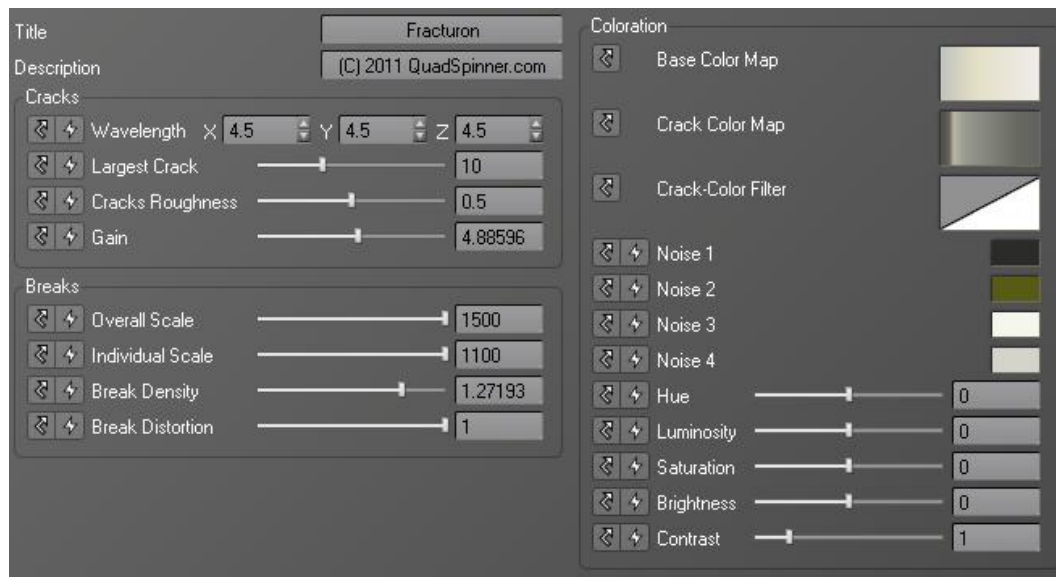 Title Fracturon
Description (C) 2011 QuadSpinner.com
Cracks
Wavelength X 4.5 Y 4.5 Z 4.5
Largest Crack 10
Cracks Roughness 0.5
Gain 4.88596
Breaks
Overall Scale 1500
Individual Scale 1100
Break Density 1.27193
Break Distortion 1
Coloration
Base Color Map
Crack Color Map
Crack-Color Filter
Noise 1
Noise 2
Noise 3
Noise 4
Hue 0
Luminosity 0
Saturation 0
Brightness 0
Contrast 1